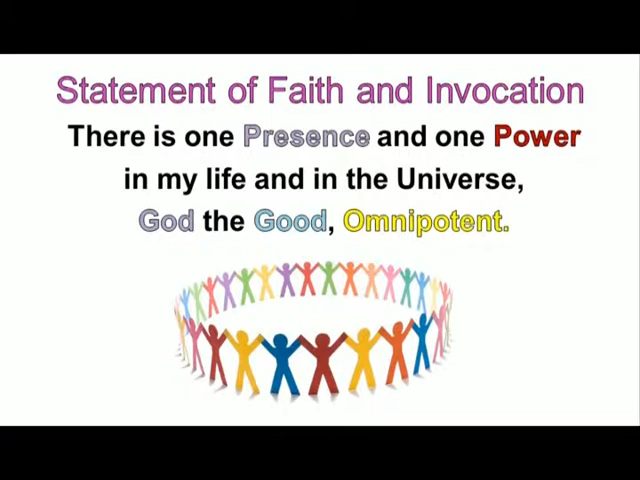 Statement of Faith and Invocation
There is one Presence and one Power
in my life and in the Universe,
God the Good, Omnipotent.